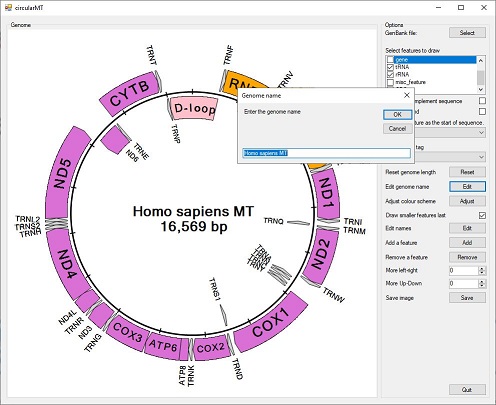 circularMT
Genome
Options
GenBank file:
Select
Select features to draw
gene
tRNA
rRNA
misc_feature
mplement sequence
ature as the start of sequence.
tag
Reset genome length
Reset
Edit genome name
Edit
Adjust colour scheme
Adjust
Draw smaller features last
Edit names
Edit
Add a feature
Add
Remove a feature
Remove
More left-right
0
More Up-Down
0
Save image
Save
Genome name
Enter the genome name
OK
Cancel
Homo sapiens MT
Homo sapiens MT
16,569 bp
TRNT
TRNF
TRNV
CYTB
D-loop
RN
TRNP
TRNE
ND6
ND5
ND1
TRNL2
TRNS2
TRNH
TRNQ
TRNI
TRNM
ND4
ND2
TRNA
TRNY
TRNW
ND4L
TRNR
ND3
TRNG
COX3
ATP6
ATP8
TRNK
COX2
TRNS1
TRND
COX1